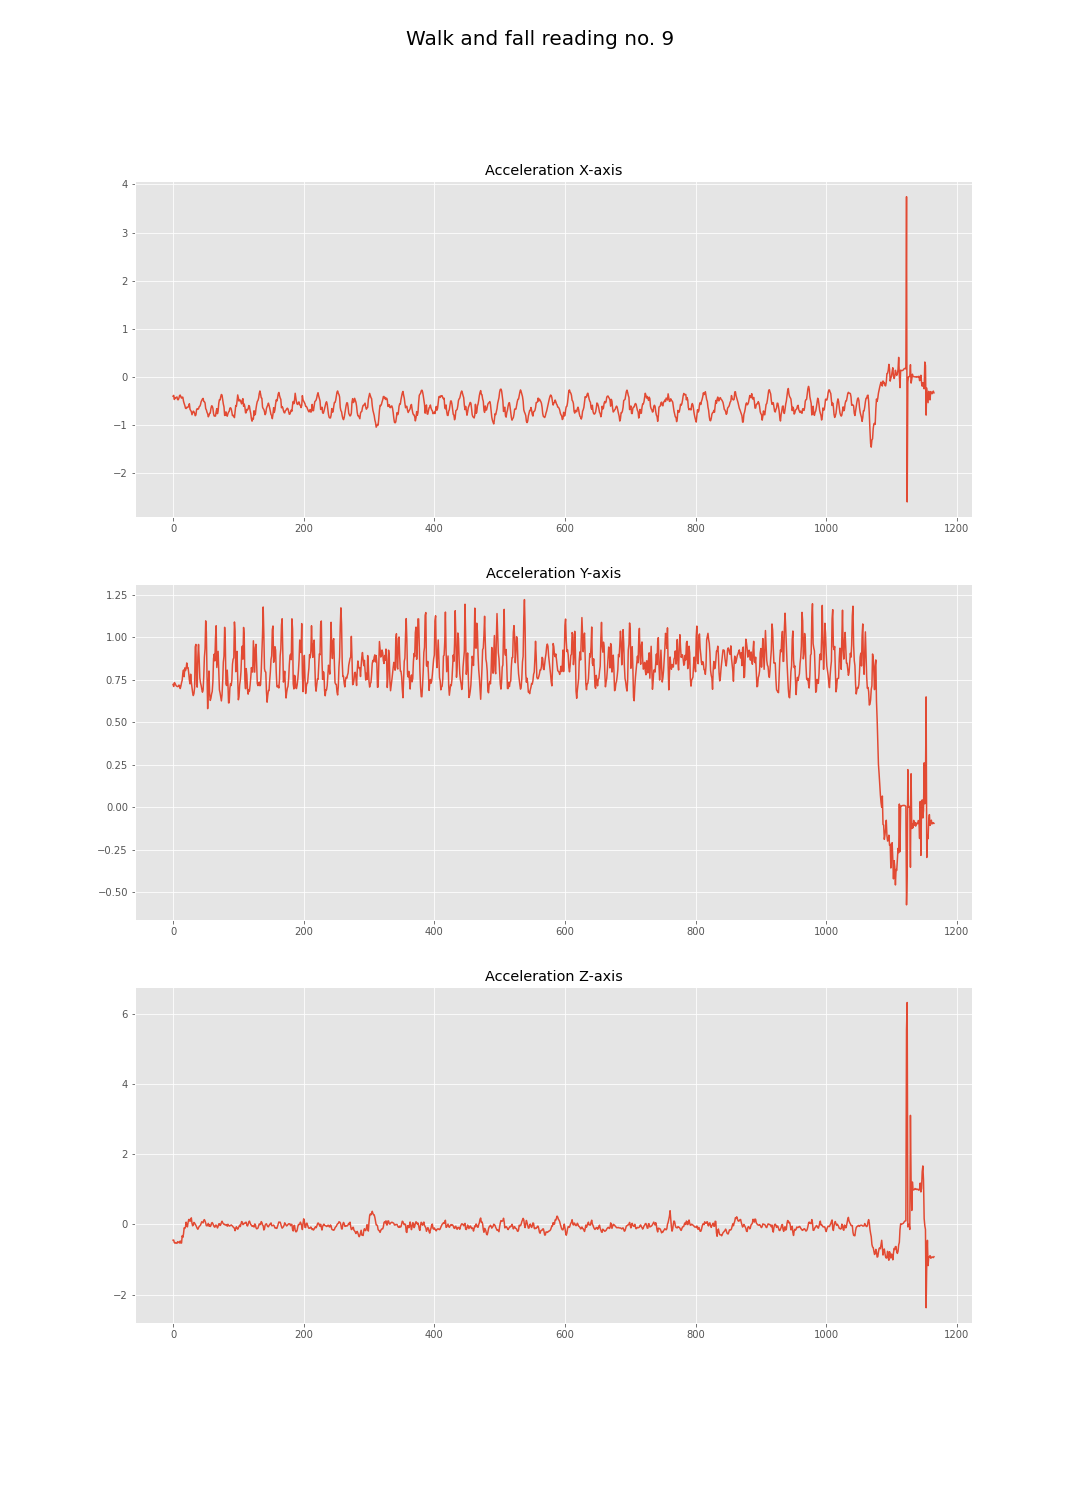 Walk and fall reading no. 9
Acceleration X-axis
4
3
2
1
0
−1
−2
0 200 400 600 800 1000 1200
Acceleration Y-axis
1.25
1.00
0.75
0.50
0.25
0.00
−0.25
−0.50
0 200 400 600 800 1000 1200
Acceleration Z-axis
6
4
2
0
−2
0 200 400 600 800 1000 1200